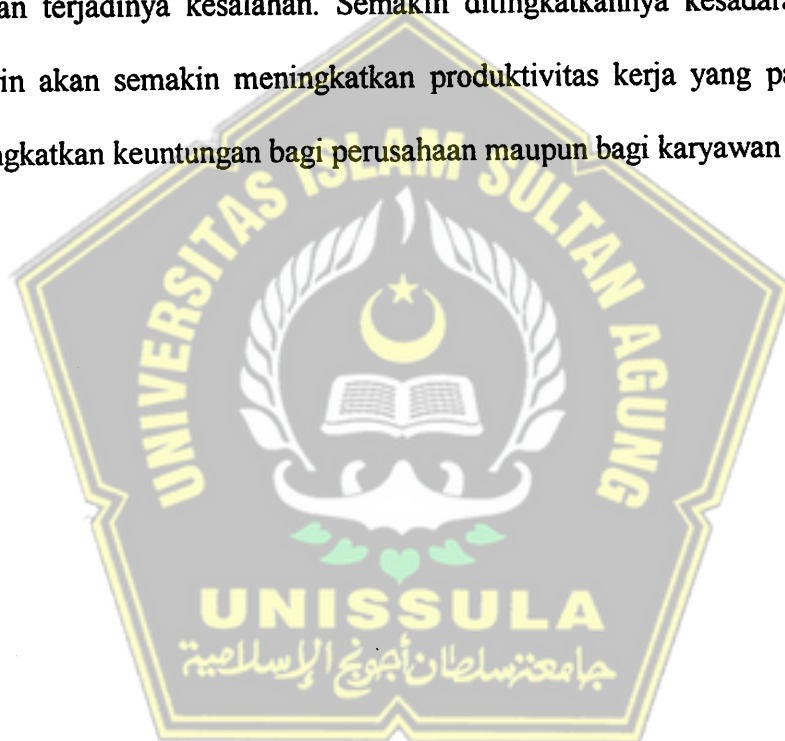 an terjadinya kesalahan. Semakin ditingkatkannya kesadara
in akan semakin meningkatkan produktivitas kerja yang pa
ngkatkan keuntungan bagi perusahaan maupun bagi karyawan
UNIVERSITAS ISLAM SULTAN AGUNG
UNISSULA
جامعة سلطان أجونج الإسلامية